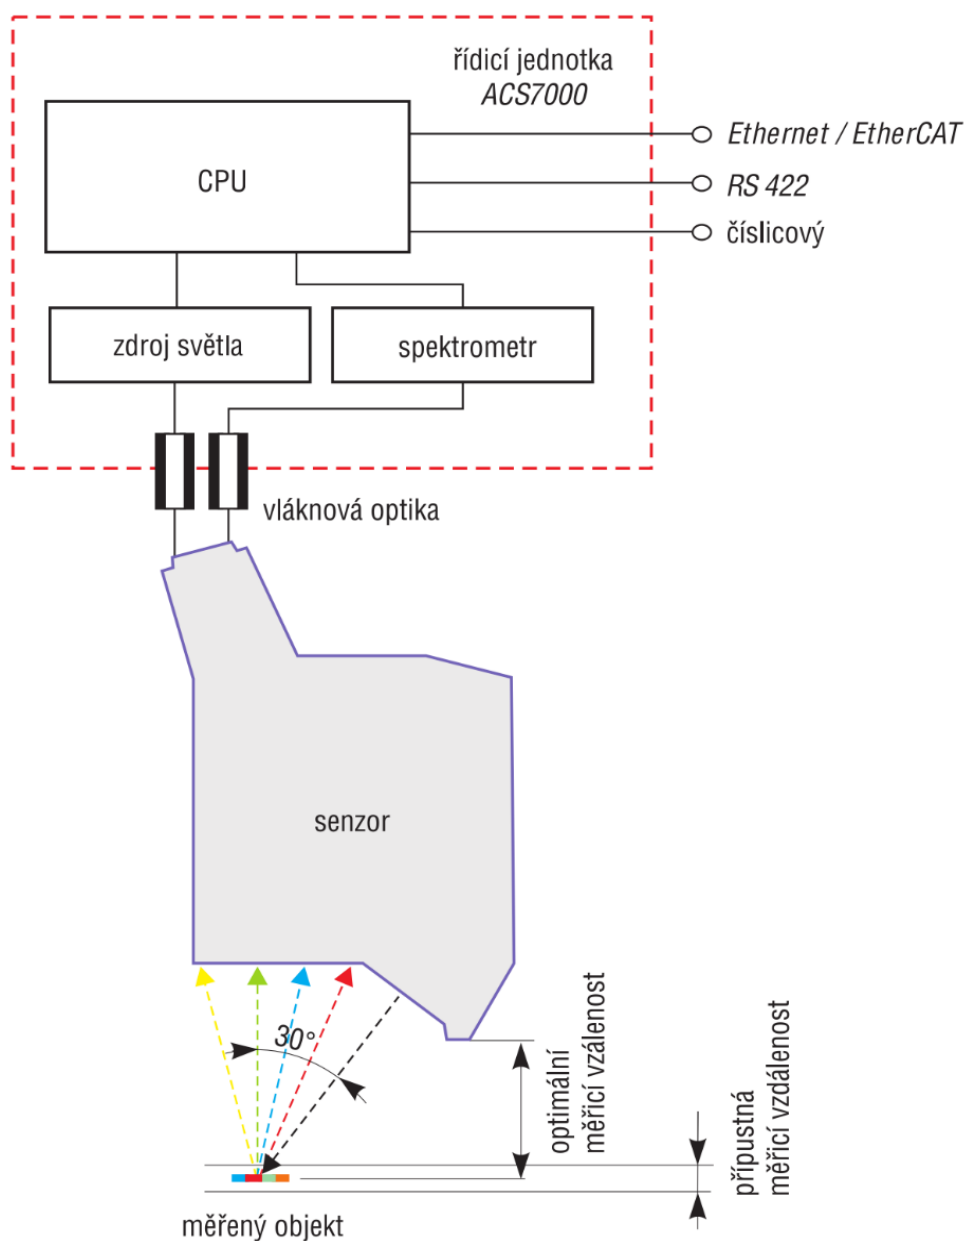 řídicí jednotka
ACS7000
CPU
Ethernet / EtherCAT
RS 422
číslicový
zdroj světla
spektrometr
vláknová optika
senzor
30°
optimální
měřicí vzálenost
přípustná
měřicí vzdálenost
měřený objekt